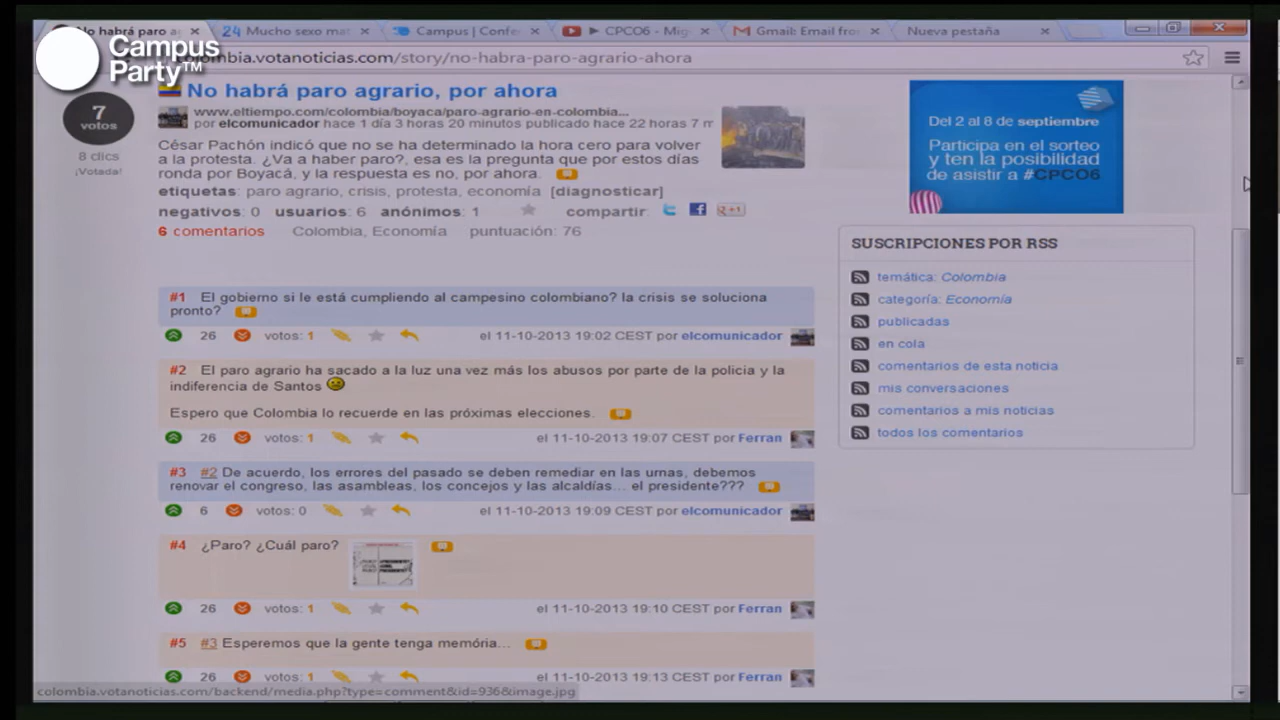 No habrá paro a
24 Mucho sexo mat
Campus | Confe
CPCO6 - Mig
Gmail: Email fro
Nueva pestaña
Campus
Party™
olombia.votanoticias.com/story/no-habra-paro-agrario-ahora
7
votos
8 clics
¡Votada!
No habrá paro agrario, por ahora
www.eltiempo.com/colombia/boyaca/paro-agrario-en-colombia...
por elcomunicador hace 1 día 3 horas 20 minutos publicado hace 22 horas 7 m
César Pachón indicó que no se ha determinado la hora cero para volver
a la protesta. ¿Va a haber paro?, esa es la pregunta que por estos días
ronda por Boyacá, y la respuesta es no, por ahora.
etiquetas: paro agrario, crisis, protesta, economía [diagnosticar]
negativos: 0 usuarios: 6 anónimos: 1 compartir: +1
6 comentarios Colombia, Economía puntuación: 76
Del 2 al 8 de septiembre
Participa en el sorteo
y ten la posibilidad
de asistir a #CPCO6
SUSCRIPCIONES POR RSS
temática: Colombia
categoría: Economía
publicadas
en cola
comentarios de esta noticia
mis conversaciones
comentarios a mis noticias
todos los comentarios
#1 El gobierno si le está cumpliendo al campesino colombiano? la crisis se soluciona
pronto?
26 votos: 1 el 11-10-2013 19:02 CEST por elcomunicador
#2 El paro agrario ha sacado a la luz una vez más los abusos por parte de la policia y la
indiferencia de Santos
Espero que Colombia lo recuerde en las próximas elecciones.
26 votos: 1 el 11-10-2013 19:07 CEST por Ferran
#3 #2 De acuerdo, los errores del pasado se deben remediar en las urnas, debemos
renovar el congreso, las asambleas, los concejos y las alcaldías... el presidente???
6 votos: 0 el 11-10-2013 19:09 CEST por elcomunicador
#4 ¿Paro? ¿Cuál paro?
26 votos: 1 el 11-10-2013 19:10 CEST por Ferran
#5 #3 Esperemos que la gente tenga memória...
26 votos: 1 el 11-10-2013 19:13 CEST por Ferran
colombia.votanoticias.com/backend/media.php?type=comment&id=936&image.jpg